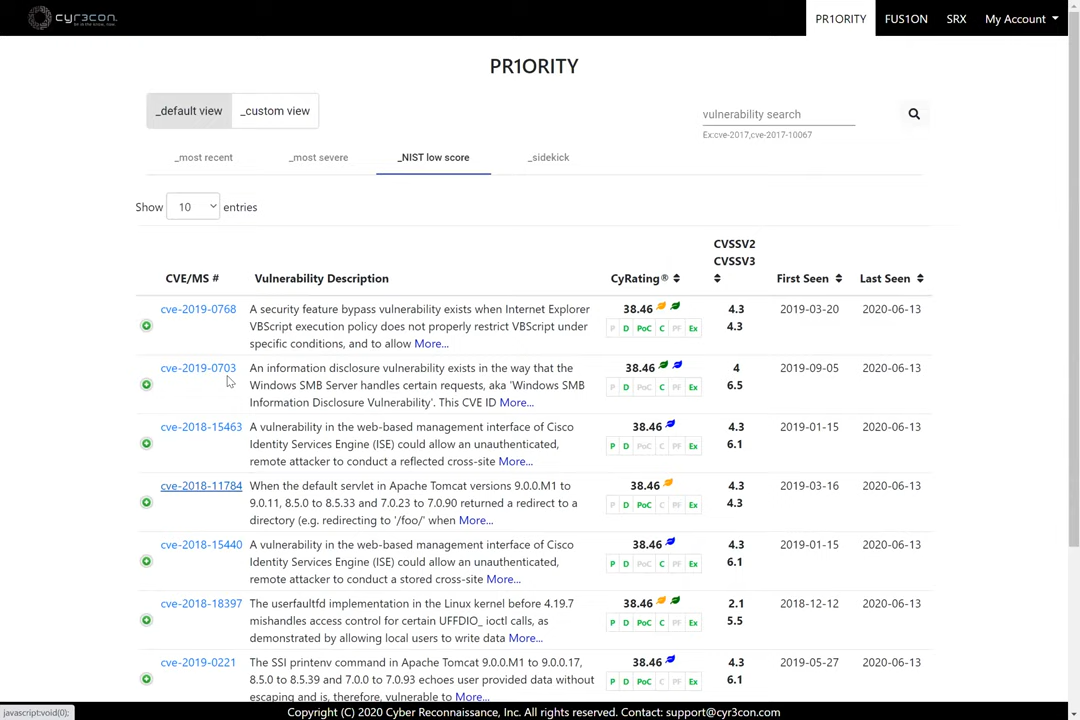 cyr3con.
PR1ORITY FUS1ON SRX My Account
PR1ORITY
_default view _custom view
vulnerability search
Ex:cve-2017,cve-2017-10067
_most recent _most severe _NIST low score _sidekick
Show 10 entries
CVSSV2
CVSSV3
CVE/MS # Vulnerability Description CyRating® First Seen Last Seen
cve-2019-0768 A security feature bypass vulnerability exists when Internet Explorer 38.46 4.3 2019-03-20 2020-06-13
VBScript execution policy does not properly restrict VBScript under P D PoC C PF Ex 4.3
specific conditions, and to allow More...
cve-2019-0703 An information disclosure vulnerability exists in the way that the 38.46 4 2019-09-05 2020-06-13
Windows SMB Server handles certain requests, aka 'Windows SMB P D PoC C PF Ex 6.5
Information Disclosure Vulnerability'. This CVE ID More...
cve-2018-15463 A vulnerability in the web-based management interface of Cisco 38.46 4.3 2019-01-15 2020-06-13
Identity Services Engine (ISE) could allow an unauthenticated, P D PoC C PF Ex 6.1
remote attacker to conduct a reflected cross-site More...
cve-2018-11784 When the default servlet in Apache Tomcat versions 9.0.0.M1 to 38.46 4.3 2019-03-16 2020-06-13
9.0.11, 8.5.0 to 8.5.33 and 7.0.23 to 7.0.90 returned a redirect to a P D PoC C PF Ex 4.3
directory (e.g. redirecting to '/foo/' when More...
cve-2018-15440 A vulnerability in the web-based management interface of Cisco 38.46 4.3 2019-01-15 2020-06-13
Identity Services Engine (ISE) could allow an unauthenticated, P D PoC C PF Ex 6.1
remote attacker to conduct a stored cross-site More...
cve-2018-18397 The userfaultfd implementation in the Linux kernel before 4.19.7 38.46 2.1 2018-12-12 2020-06-13
mishandles access control for certain UFFDIO_ ioctl calls, as P D PoC C PF Ex 5.5
demonstrated by allowing local users to write data More...
cve-2019-0221 The SSI printenv command in Apache Tomcat 9.0.0.M1 to 9.0.0.17, 38.46 4.3 2019-05-27 2020-06-13
8.5.0 to 8.5.39 and 7.0.0 to 7.0.93 echoes user provided data without P D PoC C PF Ex 6.1
escaping and is, therefore, vulnerable to More...
javascript:void(0);
Copyright (C) 2020 Cyber Reconnaissance, Inc. All rights reserved. Contact: support@cyr3con.com